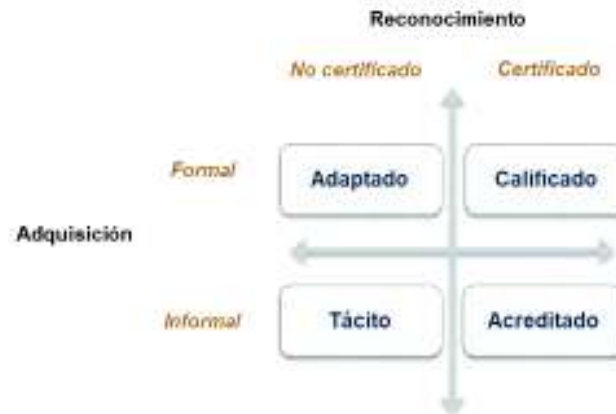 Reconocimiento
No certificado Certificado
Formal Adaptado Calificado
Adquisición
Informal Tácito Acreditado